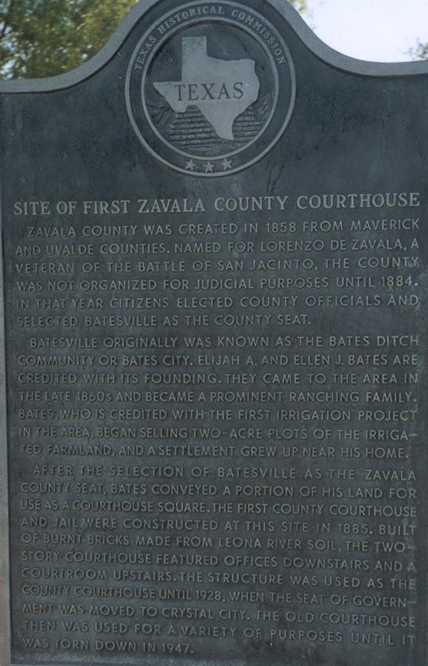 TEXAS HISTORICAL COMMISSION
TEXAS
SITE OF FIRST ZAVALA COUNTY COURTHOUSE
ZAVALA COUNTY WAS CREATED IN 1858 FROM MAVERICK
AND UVALDE COUNTIES. NAMED FOR LORENZO DE ZAVALA, A
VETERAN OF THE BATTLE OF SAN JACINTO, THE COUNTY
WAS NOT ORGANIZED FOR JUDICIAL PURPOSES UNTIL 1884.
IN THAT YEAR CITIZENS ELECTED COUNTY OFFICIALS AND
SELECTED BATESVILLE AS THE COUNTY SEAT.
BATESVILLE ORIGINALLY WAS KNOWN AS THE BATES DITCH
COMMUNITY OR BATES CITY. ELIJAH A. AND ELLEN J. BATES ARE
CREDITED WITH ITS FOUNDING. THEY CAME TO THE AREA IN
THE LATE 1860s AND BECAME A PROMINENT RANCHING FAMILY.
BATES, WHO IS CREDITED WITH THE FIRST IRRIGATION PROJECT
IN THE AREA, BEGAN SELLING TWO-ACRE PLOTS OF THE IRRIGA-
TED FARMLAND, AND A SETTLEMENT GREW UP NEAR HIS HOME.
AFTER THE SELECTION OF BATESVILLE AS THE ZAVALA
COUNTY SEAT, BATES CONVEYED A PORTION OF HIS LAND FOR
USE AS A COURTHOUSE SQUARE. THE FIRST COUNTY COURTHOUSE
AND JAIL WERE CONSTRUCTED AT THIS SITE IN 1885. BUILT
OF BURNT BRICKS MADE FROM LEONA RIVER SOIL, THE TWO-
STORY COURTHOUSE FEATURED OFFICES DOWNSTAIRS AND A
COURTROOM UPSTAIRS. THE STRUCTURE WAS USED AS THE
COUNTY COURTHOUSE UNTIL 1928, WHEN THE SEAT OF GOVERN-
MENT WAS MOVED TO CRYSTAL CITY. THE OLD COURTHOUSE
THEN WAS USED FOR A VARIETY OF PURPOSES UNTIL IT
WAS TORN DOWN IN 1947.